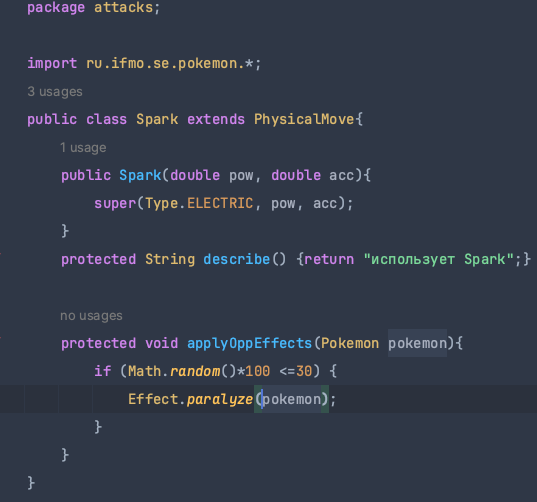 package attacks;
import ru.ifmo.se.pokemon.*;
3 usages
public class Spark extends PhysicalMove{
1 usage
public Spark(double pow, double acc){
super(Type.ELECTRIC, pow, acc);
}
protected String describe() {return "использует Spark";}
no usages
protected void applyOppEffects(Pokemon pokemon){
if (Math.random()*100 <=30) {
Effect.paralyze(pokemon);
}
}
}